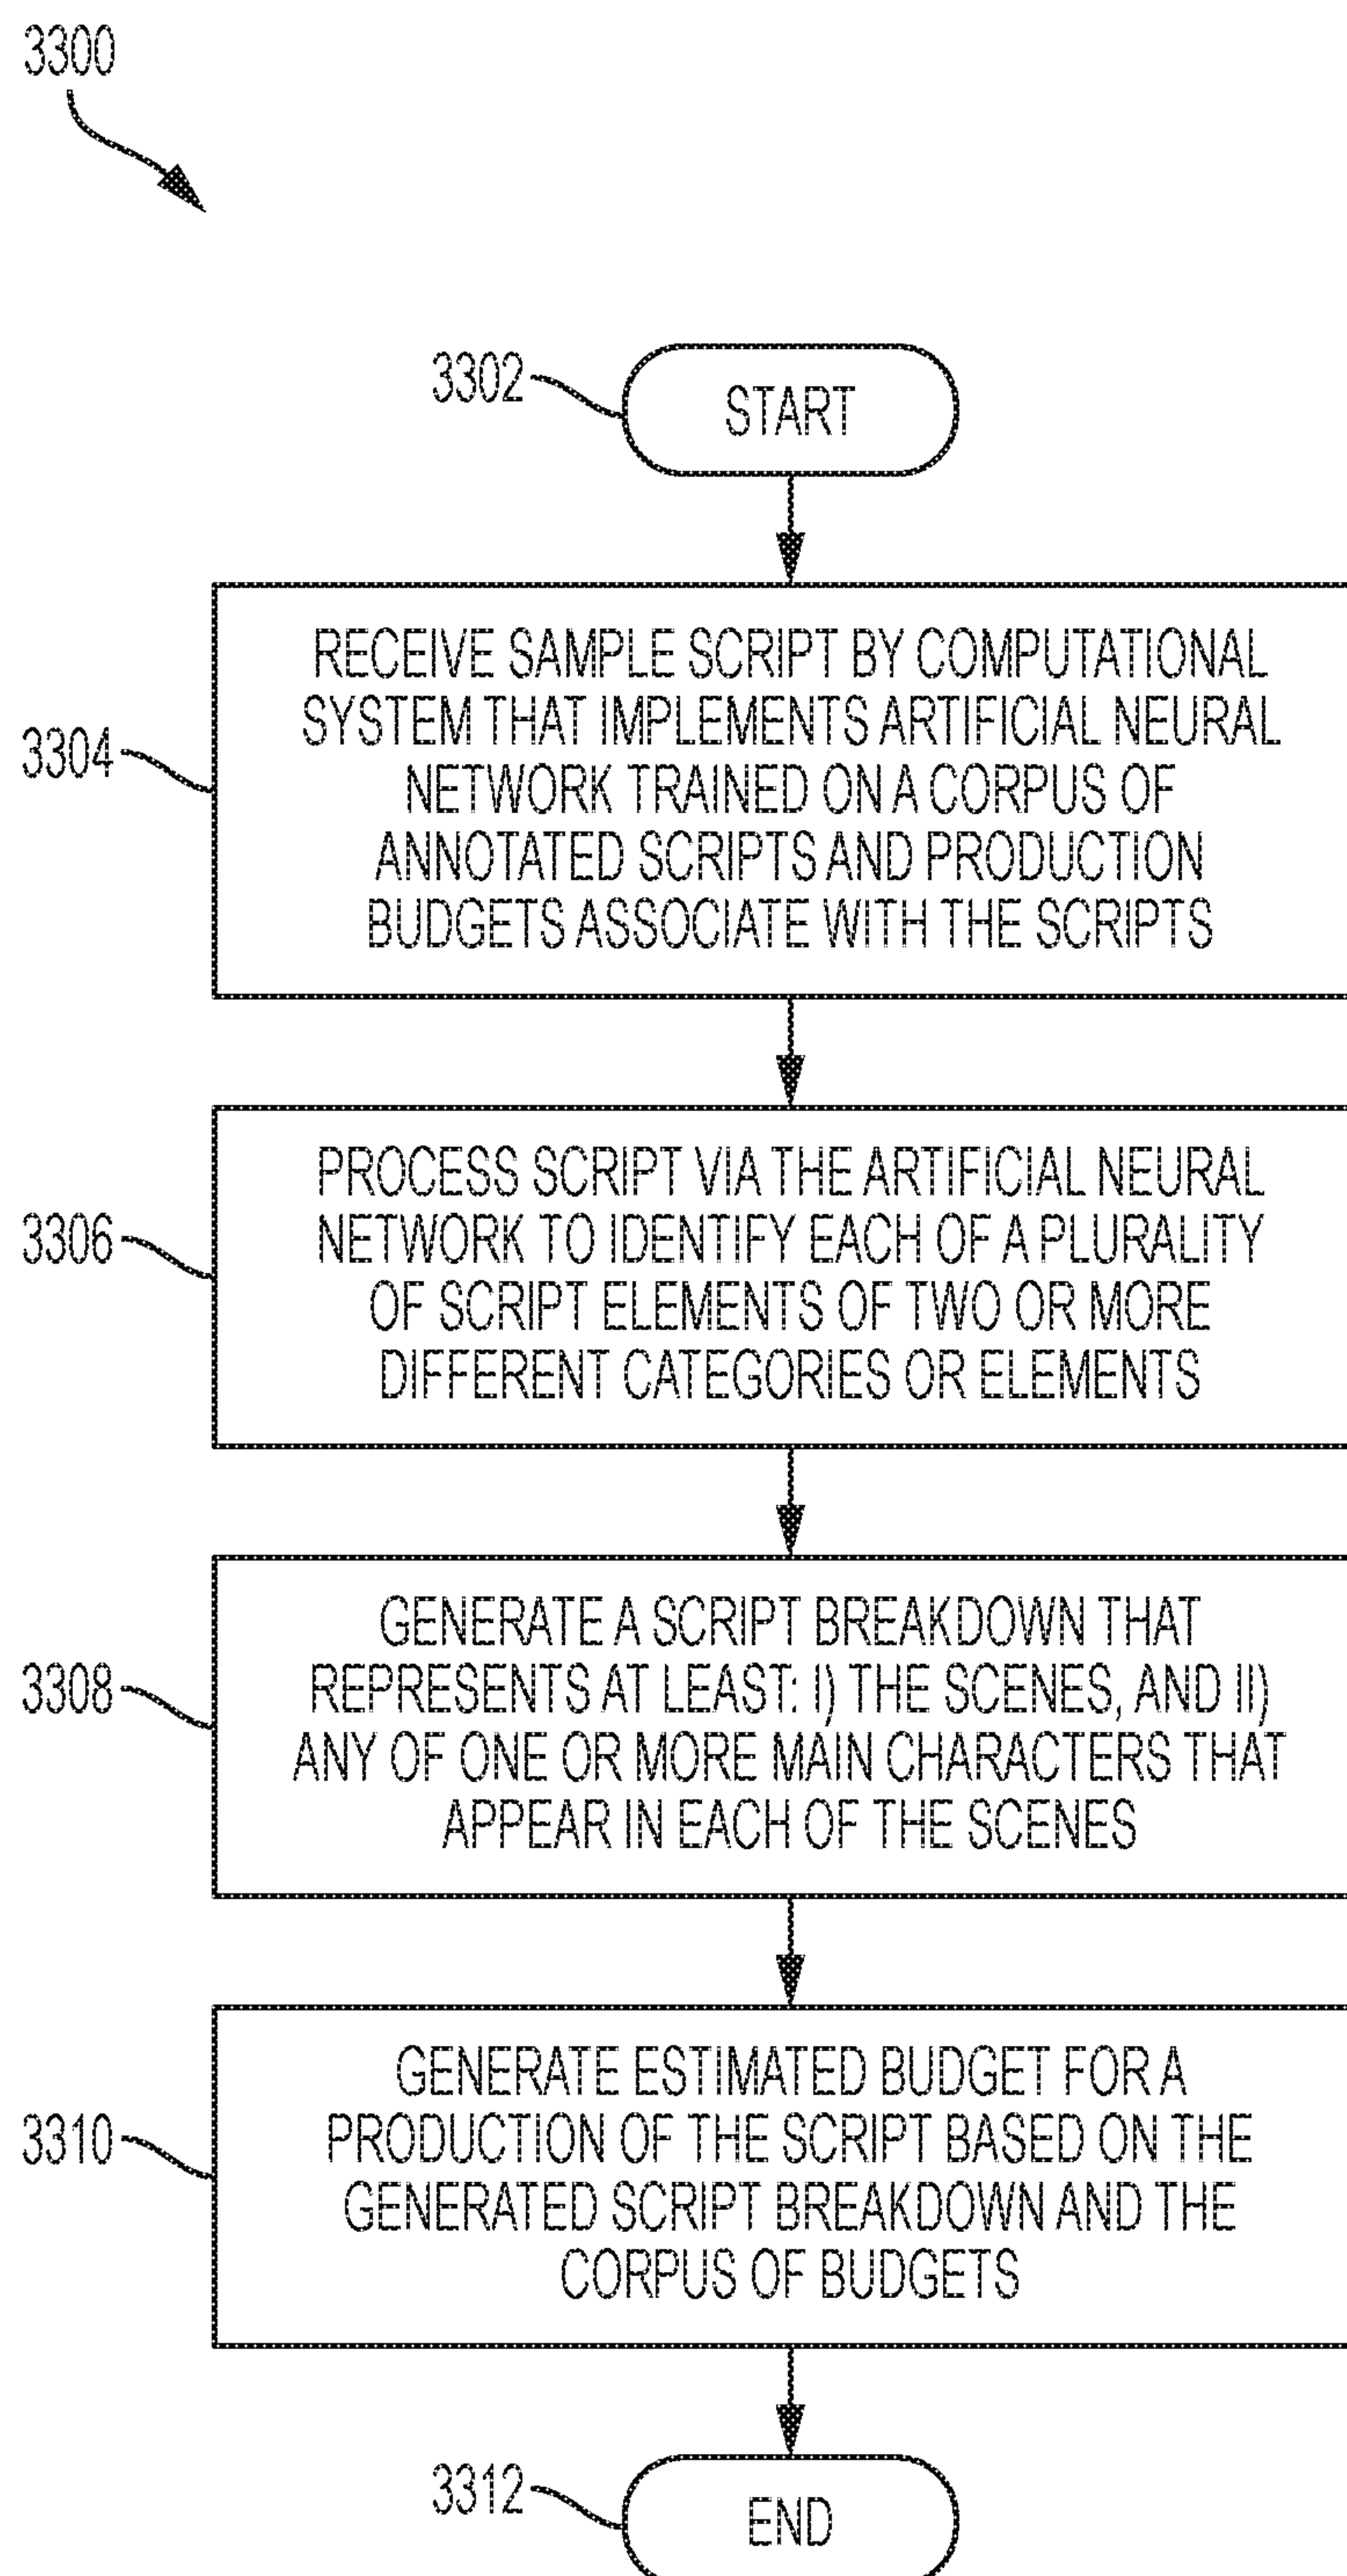 3300
3302
START
3304
RECEIVE SAMPLE SCRIPT BY COMPUTATIONAL
SYSTEM THAT IMPLEMENTS ARTIFICIAL NEURAL
NETWORK TRAINED ON A CORPUS OF
ANNOTATED SCRIPTS AND PRODUCTION
BUDGETS ASSOCIATE WITH THE SCRIPTS
3306
PROCESS SCRIPT VIA THE ARTIFICIAL NEURAL
NETWORK TO IDENTIFY EACH OF A PLURALITY
OF SCRIPT ELEMENTS OF TWO OR MORE
DIFFERENT CATEGORIES OR ELEMENTS
3308
GENERATE A SCRIPT BREAKDOWN THAT
REPRESENTS AT LEAST: I) THE SCENES, AND II)
ANY OF ONE OR MORE MAIN CHARACTERS THAT
APPEAR IN EACH OF THE SCENES
3310
GENERATE ESTIMATED BUDGET FOR A
PRODUCTION OF THE SCRIPT BASED ON THE
GENERATED SCRIPT BREAKDOWN AND THE
CORPUS OF BUDGETS
3312
END